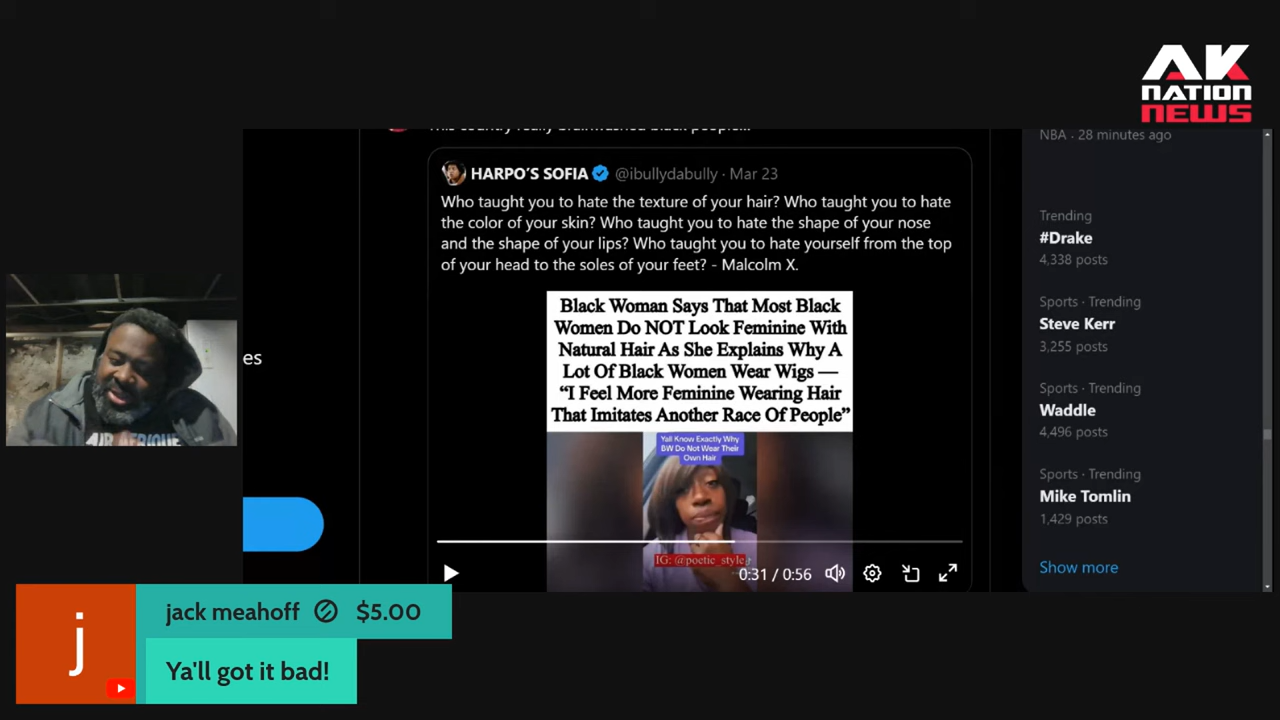 AK
NATION
NEWS
This country really brainwashed black people...
NBA · 28 minutes ago
HARPO'S SOFIA @ibullydabully · Mar 23
Who taught you to hate the texture of your hair? Who taught you to hate
the color of your skin? Who taught you to hate the shape of your nose
and the shape of your lips? Who taught you to hate yourself from the top
of your head to the soles of your feet? - Malcolm X.
Black Woman Says That Most Black
Women Do NOT Look Feminine With
Natural Hair As She Explains Why A
Lot Of Black Women Wear Wigs —
“I Feel More Feminine Wearing Hair
That Imitates Another Race Of People”
Yall Know Exactly Why
BW Do Not Wear Their
Own Hair
IG: @poetic_style
0:31 / 0:56
Trending
#Drake
4,338 posts
Sports · Trending
Steve Kerr
3,255 posts
Sports · Trending
Waddle
4,496 posts
Sports · Trending
Mike Tomlin
1,429 posts
Show more
es
j
jack meahoff $5.00
Ya'll got it bad!